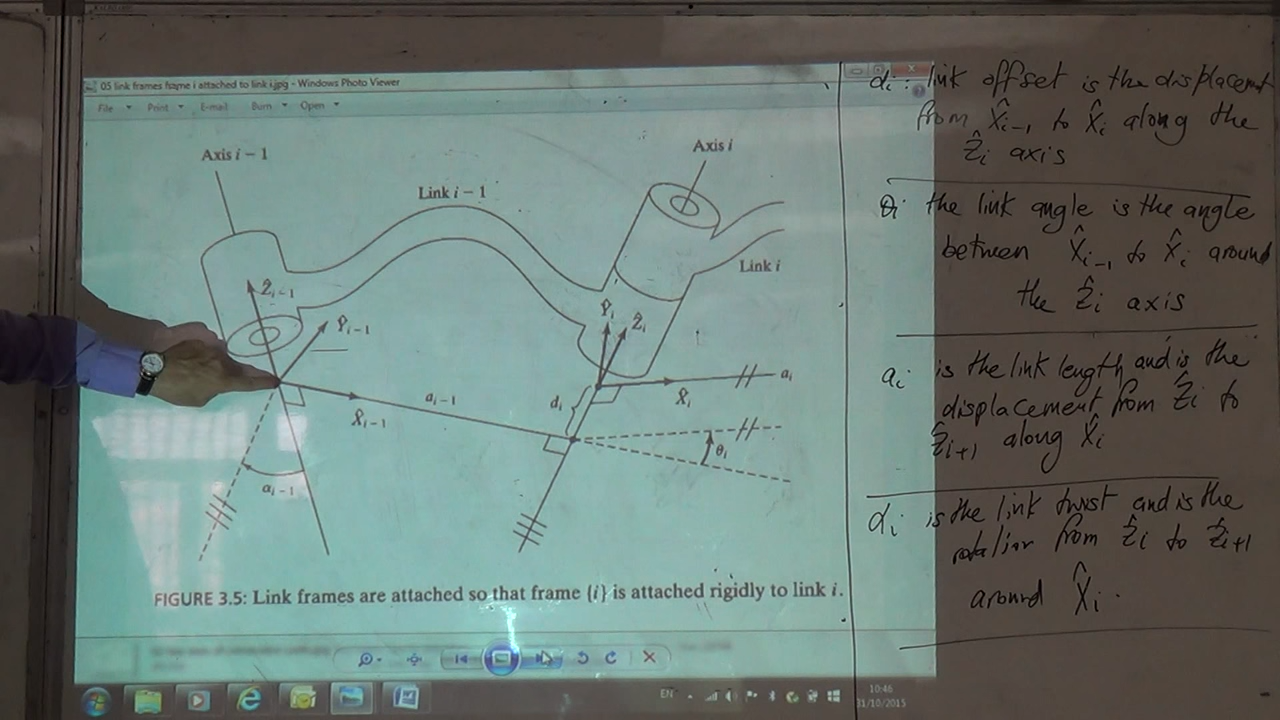 05 link frames frame i attached to link i.jpg - Windows Photo Viewer
File Print E-mail Burn Open
Axis i − 1
Axis i
Link i − 1
Link i
Ẑi−1
Ŷi−1
Ŷi
Ẑi
ai
ai−1
di
X̂i
X̂i−1
θi
ai−1
FIGURE 3.5: Link frames are attached so that frame {i} is attached rigidly to link i.
EN
10:46
31/10/2015
di: link offset is the displacement
from X̂i-1 to X̂i along the
Ẑi axis
θi the link angle is the angle
between X̂i-1 to X̂i around
the Ẑi axis
ai is the link length and is the
displacement from Ẑi to
Ẑi+1 along X̂i
αi is the link twist and is the
rotation from Ẑi to Ẑi+1
around X̂i.